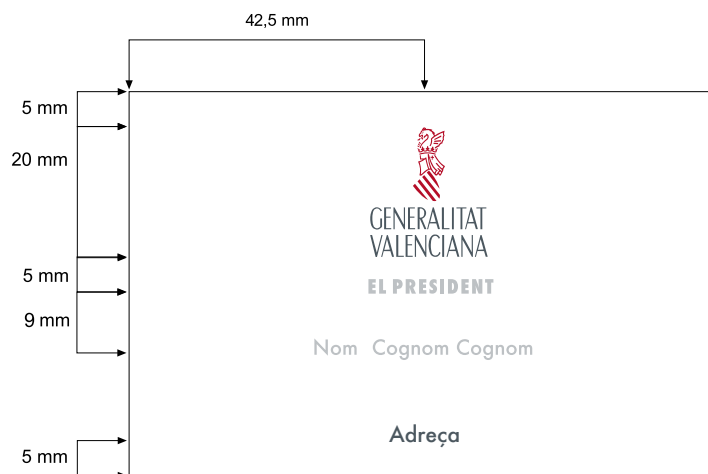 42,5 mm
5 mm
20 mm
GENERALITAT
VALENCIANA
5 mm
EL PRESIDENT
9 mm
Nom Cognom Cognom
Adreça
5 mm